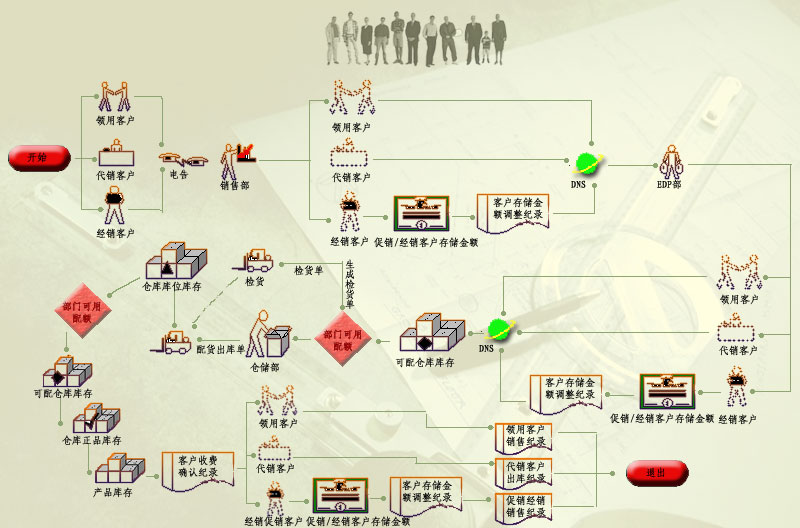 领用客户
开始
代销客户
电告
销售部
经销客户
领用客户
代销客户
DNS
EDP部
经销客户
促销/经销客户存储金额
客户存储金
额调整纪录
仓库库位库存
检货
检货单
生成检货单
部门可用
配额
配货出库单
仓储部
部门可用
配额
可配仓库库存
DNS
领用客户
代销客户
客户存储金
额调整纪录
促销/经销客户存储金额
经销客户
可配仓库库存
仓库正品库存
产品库存
客户收费
确认纪录
领用客户
代销客户
经销促销客户
促销/经销客户存储金额
客户存储金
额调整纪录
领用客户
销售纪录
代销客户
出库纪录
促销经销
销售纪录
退出